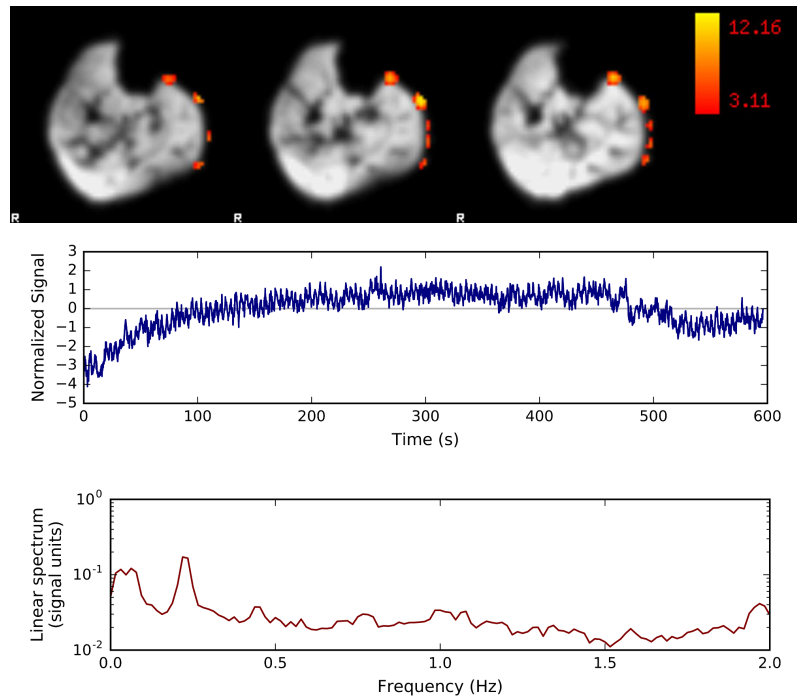 12.16
3.11
R R R
3
2
1
0
−1
−2
−3
−4
−5
Normalized Signal
0 100 200 300 400 500 600
Time (s)
10^0
10^-1
10^-2
Linear spectrum
(signal units)
0.0 0.5 1.0 1.5 2.0
Frequency (Hz)